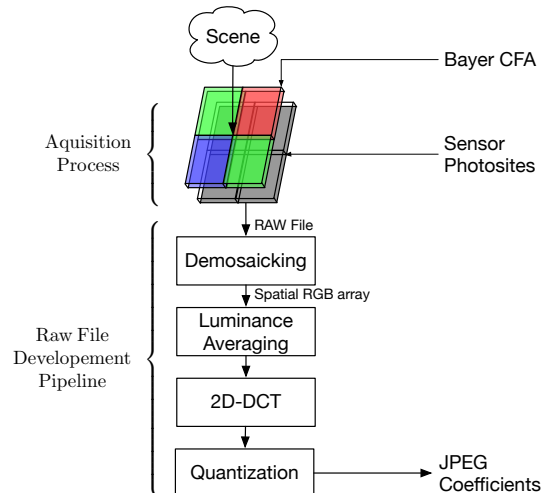 Scene
Bayer CFA
Aquisition
Process
Sensor
Photosites
RAW File
Demosaicking
Spatial RGB array
Luminance
Averaging
Raw File
Developement
Pipeline
2D-DCT
Quantization
JPEG
Coefficients